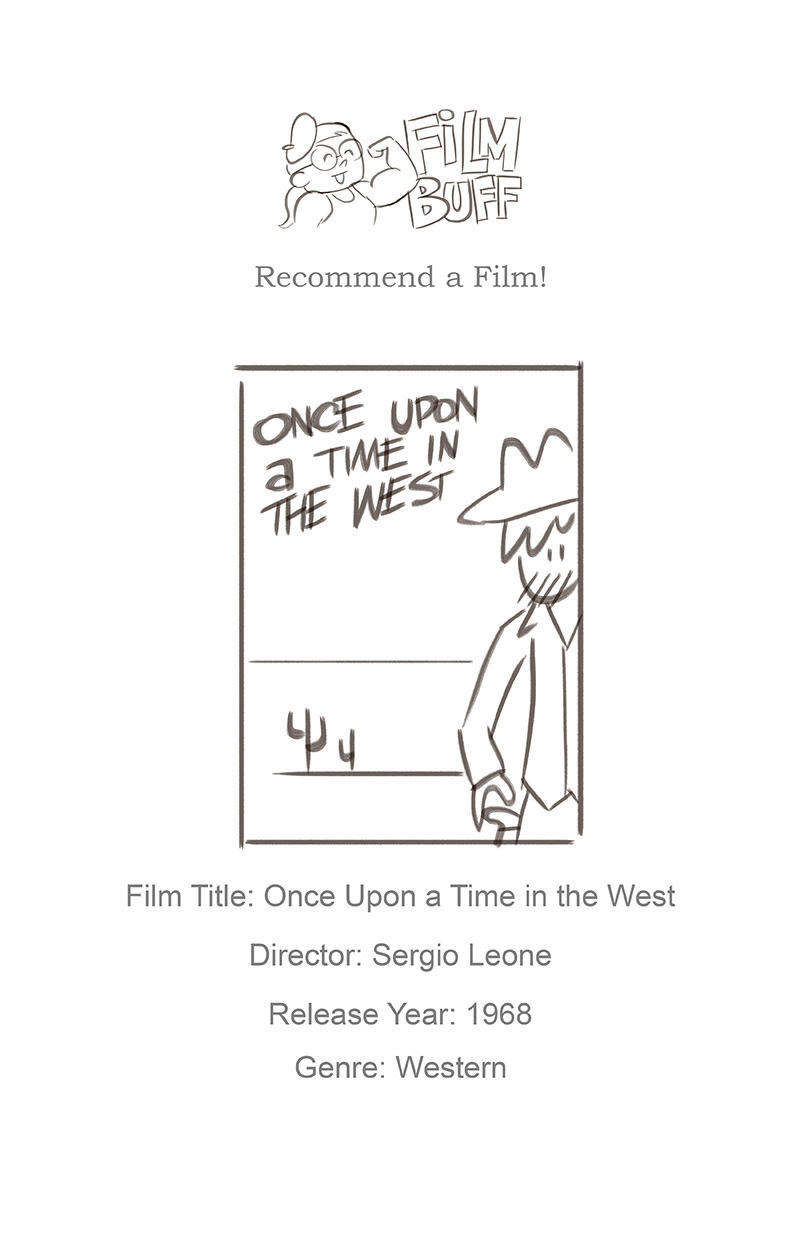 FiLM
BUFF
Recommend a Film!
ONCE UPON
a TIME IN
THE WEST
Film Title: Once Upon a Time in the West
Director: Sergio Leone
Release Year: 1968
Genre: Western